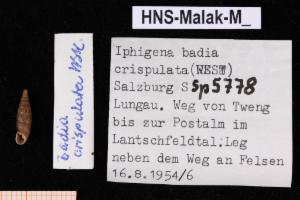 HNS-Malak-M_
Iphigena badia
crispulata(WEST)
Salzburg S Sp5778
Lungau. Weg von Tweng
bis zur Postalm im
Lantschfeldtal,Leg
neben dem Weg an Felsen
16.8.1954/6
badia
crispulata Wstl.